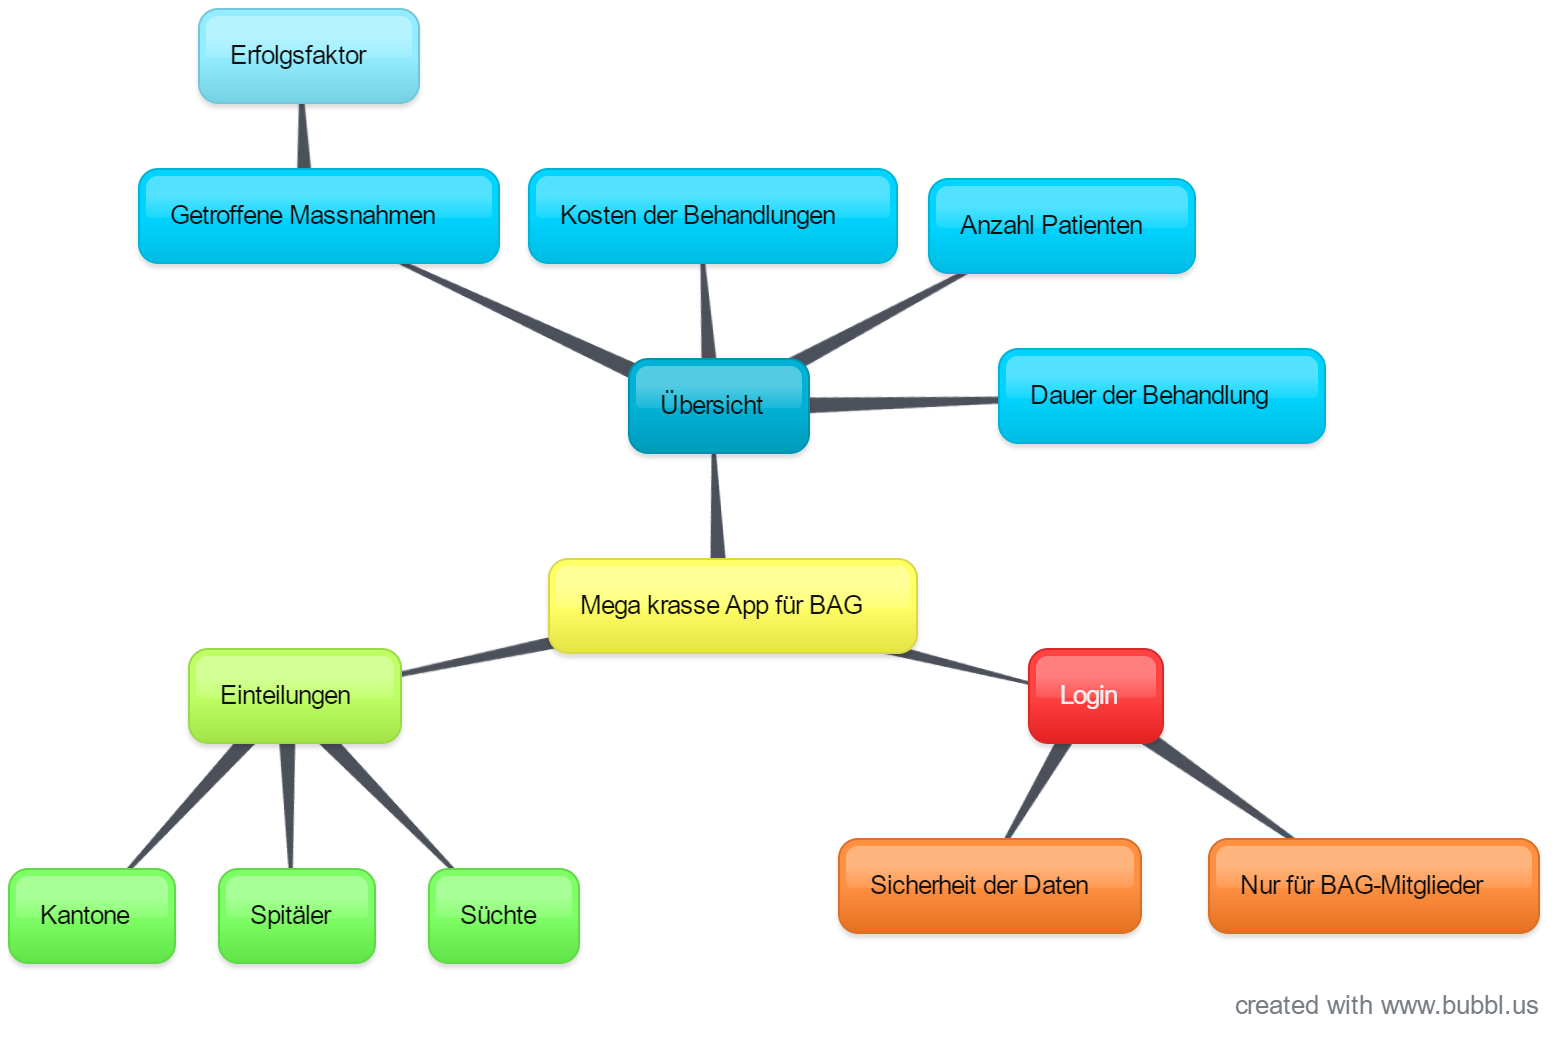 Erfolgsfaktor
Getroffene Massnahmen
Kosten der Behandlungen
Anzahl Patienten
Übersicht
Dauer der Behandlung
Mega krasse App für BAG
Einteilungen
Login
Kantone
Spitäler
Süchte
Sicherheit der Daten
Nur für BAG-Mitglieder
created with www.bubbl.us